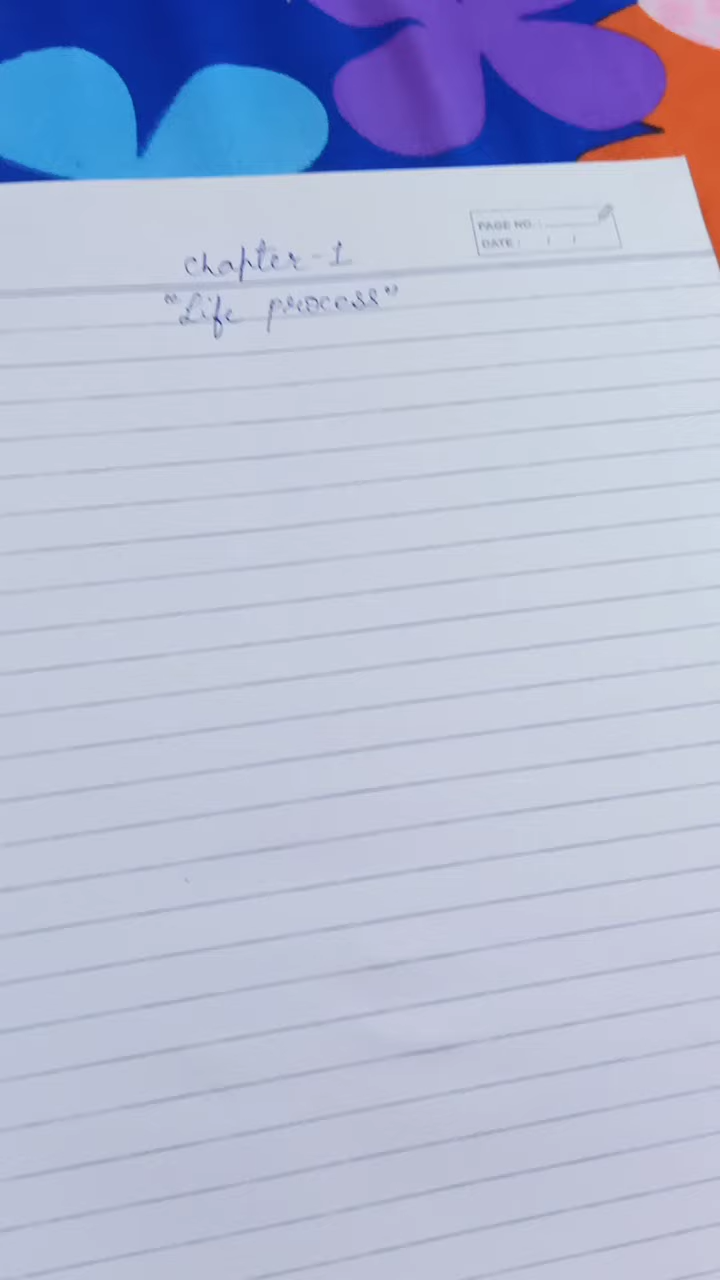 PAGE NO. :
DATE : / /
chapter-1
"Life process"